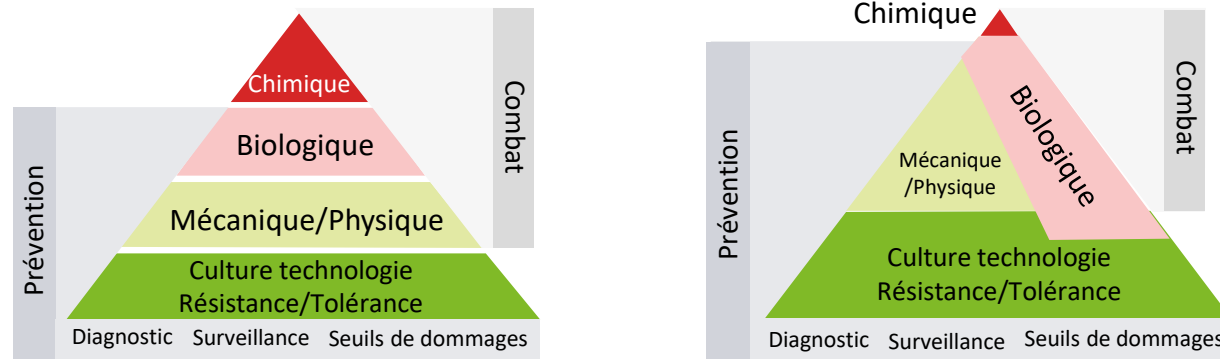 Chimique
Biologique
Mécanique/Physique
Culture technologie
Résistance/Tolérance
Diagnostic Surveillance Seuils de dommages
Prévention
Combat
Chimique
Biologique
Mécanique
/Physique
Culture technologie
Résistance/Tolérance
Diagnostic Surveillance Seuils de dommages
Prévention
Combat